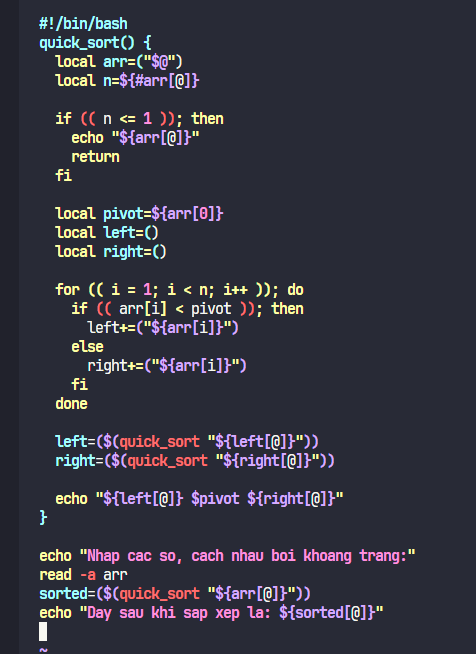 #!/bin/bash
quick_sort() {
  local arr=("$@")
  local n=${#arr[@]}

  if (( n <= 1 )); then
    echo "${arr[@]}"
    return
  fi

  local pivot=${arr[0]}
  local left=()
  local right=()

  for (( i = 1; i < n; i++ )); do
    if (( arr[i] < pivot )); then
      left+=("${arr[i]}")
    else
      right+=("${arr[i]}")
    fi
  done

  left=($(quick_sort "${left[@]}"))
  right=($(quick_sort "${right[@]}"))

  echo "${left[@]} $pivot ${right[@]}"
}

echo "Nhap cac so, cach nhau boi khoang trang:"
read -a arr
sorted=($(quick_sort "${arr[@]}"))
echo "Day sau khi sap xep la: ${sorted[@]}"
~